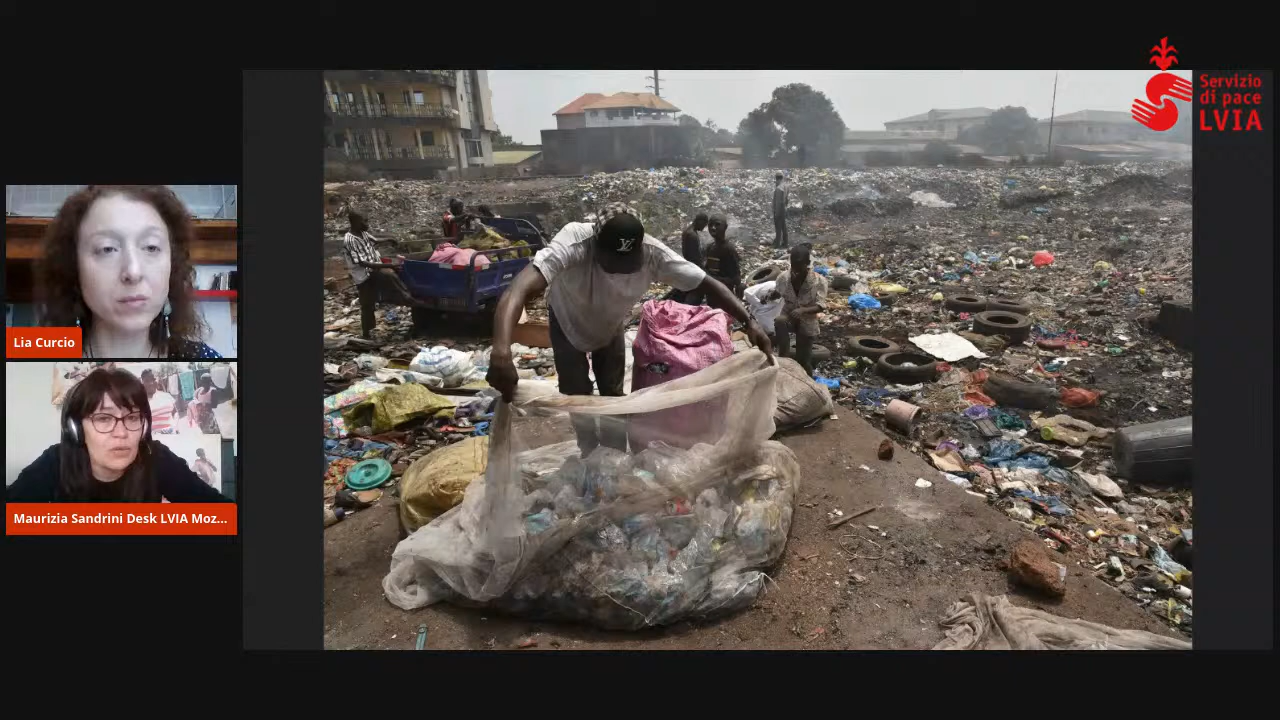 Servizio
di pace
LVIA
Lia Curcio
Maurizia Sandrini Desk LVIA Moz...